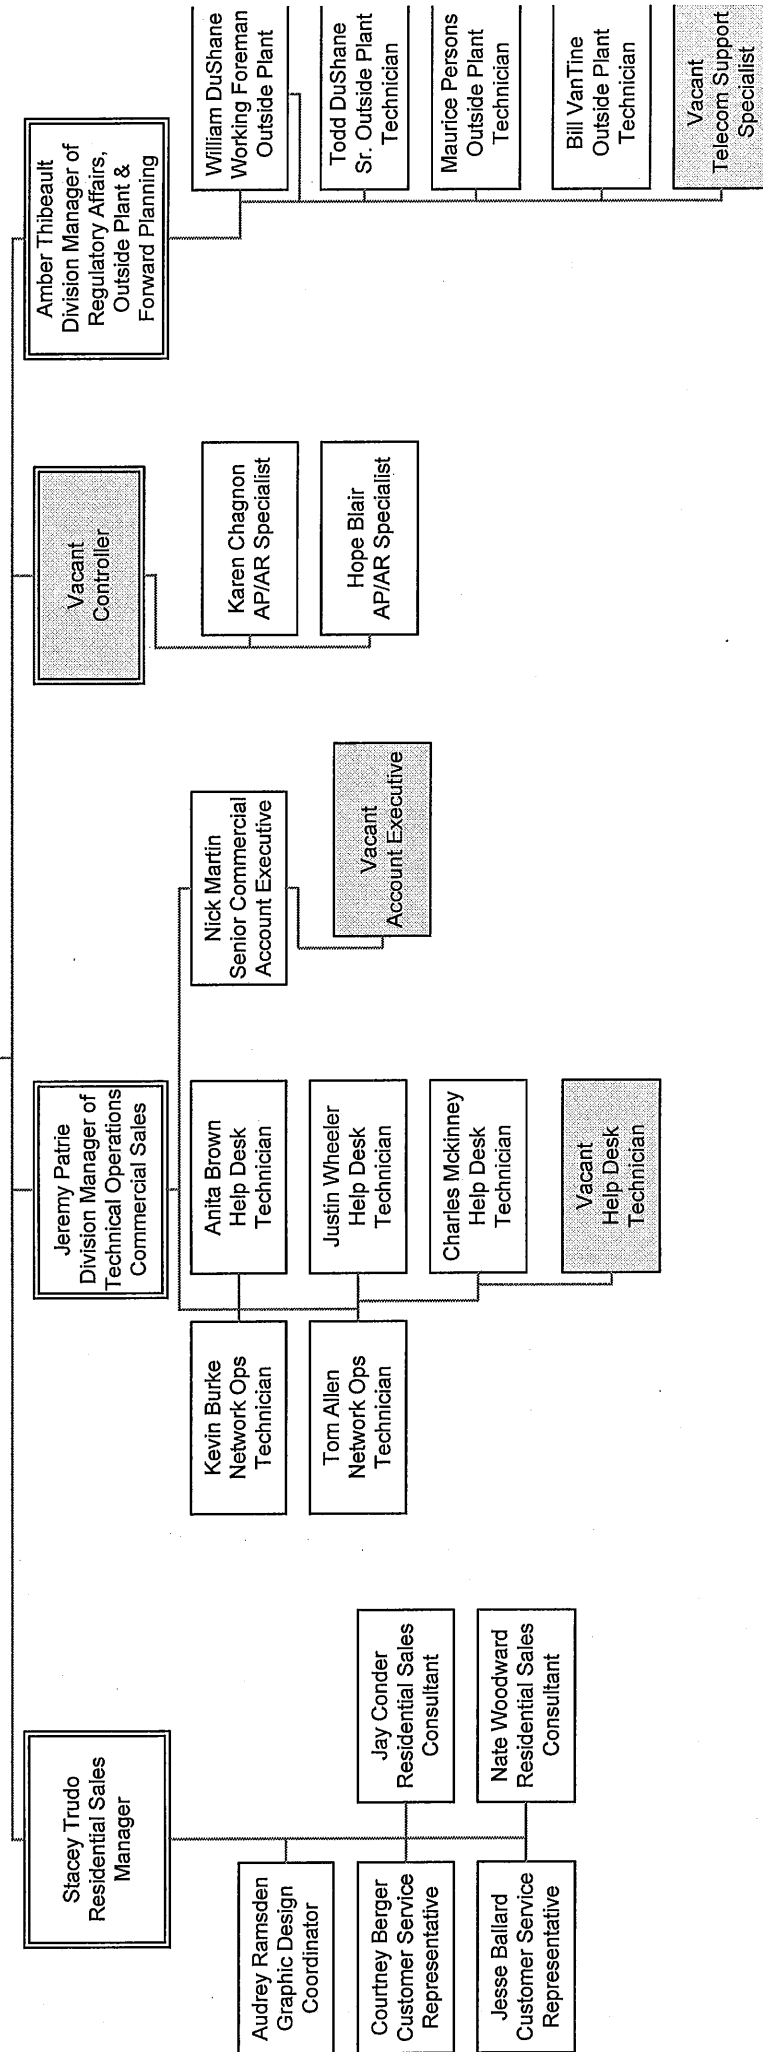 Stacey Trudo
Residential Sales
Manager
Audrey Ramsden
Graphic Design
Coordinator
Courtney Berger
Customer Service
Representative
Jesse Ballard
Customer Service
Representative
Jay Conder
Residential Sales
Consultant
Nate Woodward
Residential Sales
Consultant
Jeremy Patrie
Division Manager of
Technical Operations
Commercial Sales
Kevin Burke
Network Ops
Technician
Tom Allen
Network Ops
Technician
Anita Brown
Help Desk
Technician
Justin Wheeler
Help Desk
Technician
Charles Mckinney
Help Desk
Technician
Vacant
Help Desk
Technician
Nick Martin
Senior Commercial
Account Executive
Vacant
Account Executive
Vacant
Controller
Karen Chagnon
AP/AR Specialist
Hope Blair
AP/AR Specialist
Amber Thibeault
Division Manager of
Regulatory Affairs,
Outside Plant &
Forward Planning
William DuShane
Working Foreman
Outside Plant
Todd DuShane
Sr. Outside Plant
Technician
Maurice Persons
Outside Plant
Technician
Bill VanTine
Outside Plant
Technician
Vacant
Telecom Support
Specialist